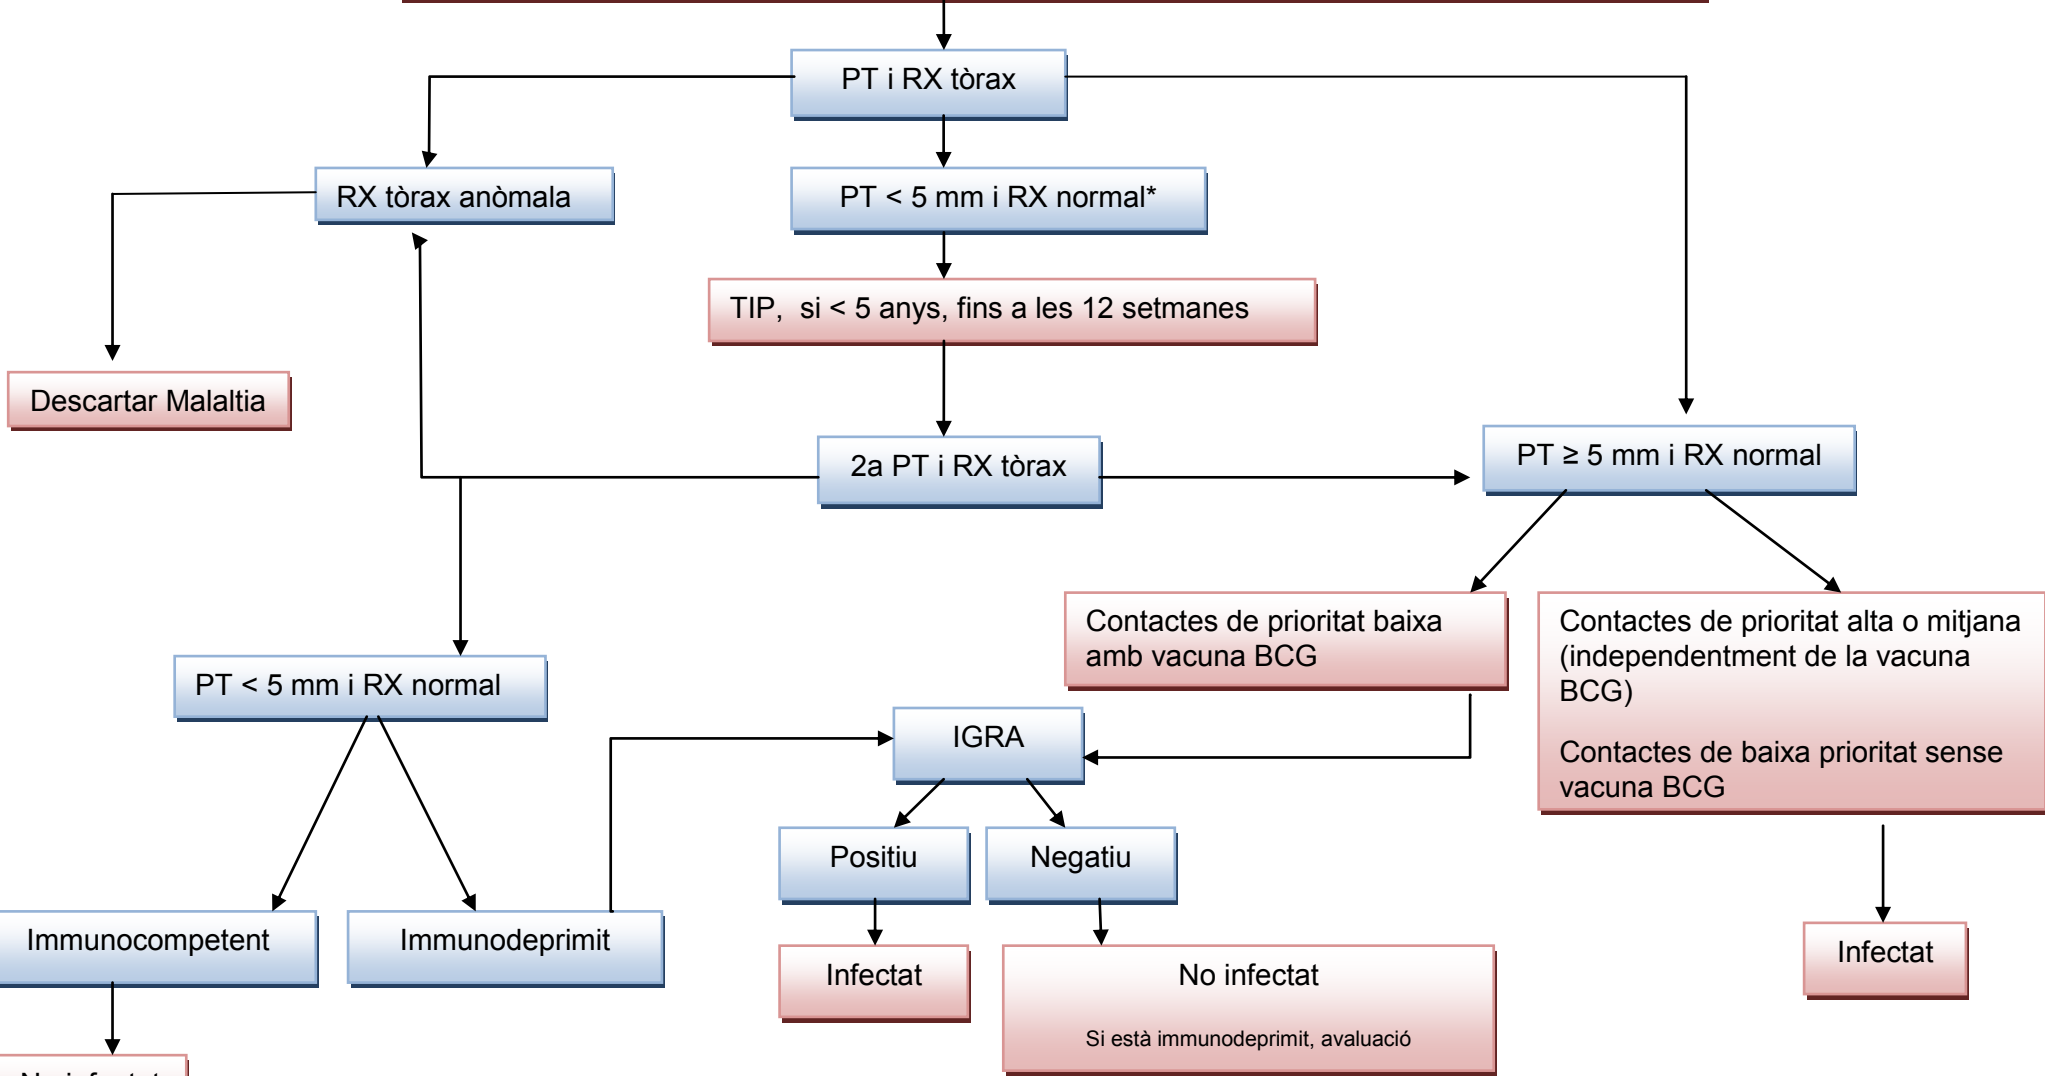 PT i RX tòrax
RX tòrax anòmala
PT < 5 mm i RX normal*
TIP, si < 5 anys, fins a les 12 setmanes
Descartar Malaltia
2a PT i RX tòrax
PT ≥ 5 mm i RX normal
Contactes de prioritat baixa
amb vacuna BCG
Contactes de prioritat alta o mitjana
(independentment de la vacuna
BCG)
Contactes de baixa prioritat sense
vacuna BCG
PT < 5 mm i RX normal
IGRA
Positiu
Negatiu
Immunocompetent
Immunodeprimit
Infectat
No infectat
Si està immunodeprimit, avaluació
Infectat
No infectat